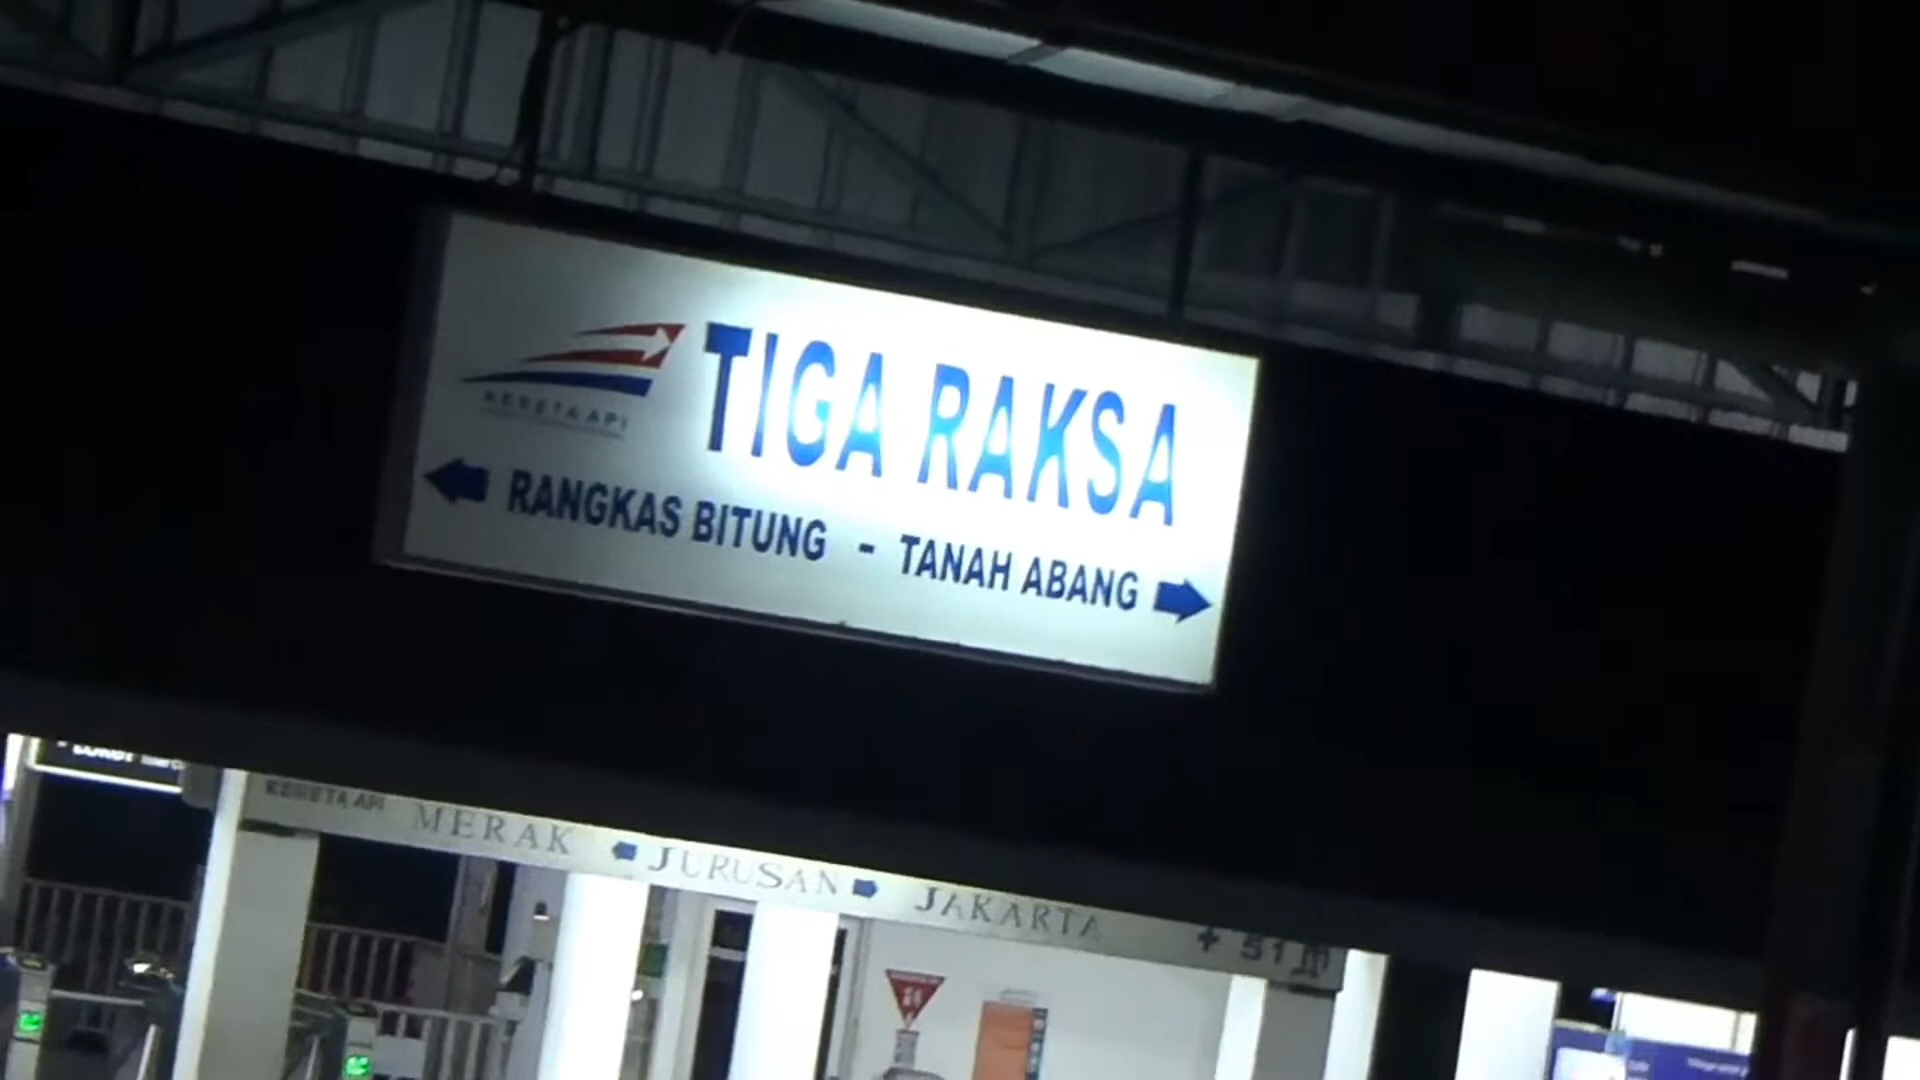 TIGA RAKSA
KERETA API
RANGKAS BITUNG - TANAH ABANG
KERETA API MERAK JURUSAN JAKARTA + 51 m